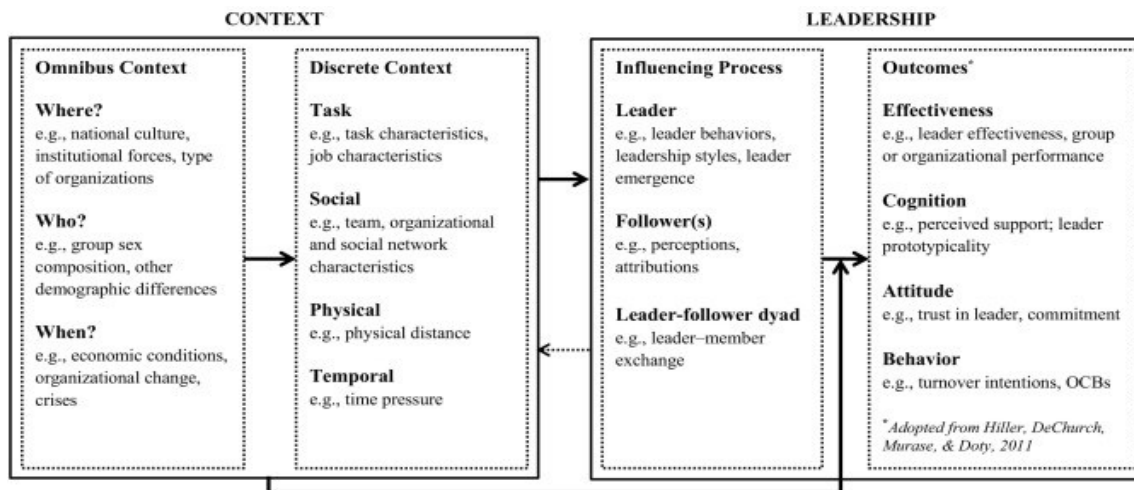 CONTEXT
Omnibus Context
Where?
e.g., national culture,
institutional forces, type
of organizations
Who?
e.g., group sex
composition, other
demographic differences
When?
e.g., economic conditions,
organizational change,
crises
Discrete Context
Task
e.g., task characteristics,
job characteristics
Social
e.g., team, organizational
and social network
characteristics
Physical
e.g., physical distance
Temporal
e.g., time pressure
LEADERSHIP
Influencing Process
Leader
e.g., leader behaviors,
leadership styles, leader
emergence
Follower(s)
e.g., perceptions,
attributions
Leader-follower dyad
e.g., leader–member
exchange
Outcomes*
Effectiveness
e.g., leader effectiveness, group
or organizational performance
Cognition
e.g., perceived support; leader
prototypicality
Attitude
e.g., trust in leader, commitment
Behavior
e.g., turnover intentions, OCBs
*Adopted from Hiller, DeChurch,
Murase, & Doty, 2011